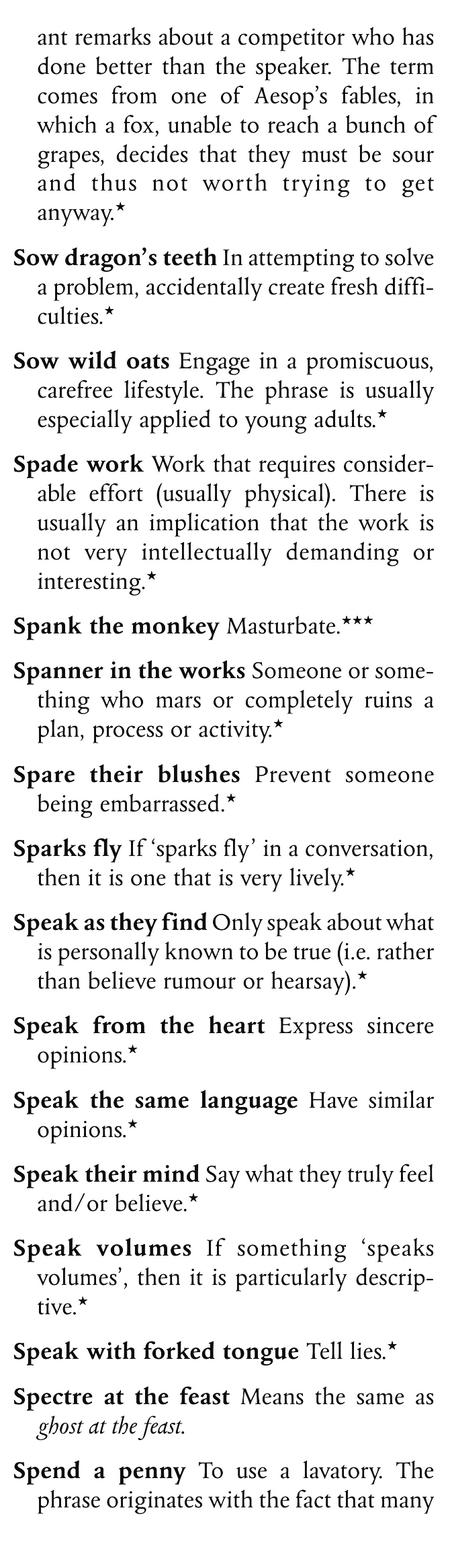 ant remarks about a competitor who has
done better than the speaker. The term
comes from one of Aesop’s fables, in
which a fox, unable to reach a bunch of
grapes, decides that they must be sour
and thus not worth trying to get
anyway.★
Sow dragon’s teeth In attempting to solve
a problem, accidentally create fresh diffi-
culties.★
Sow wild oats Engage in a promiscuous,
carefree lifestyle. The phrase is usually
especially applied to young adults.★
Spade work Work that requires consider-
able effort (usually physical). There is
usually an implication that the work is
not very intellectually demanding or
interesting.★
Spank the monkey Masturbate.★★★
Spanner in the works Someone or some-
thing who mars or completely ruins a
plan, process or activity.★
Spare their blushes Prevent someone
being embarrassed.★
Sparks fly If ‘sparks fly’ in a conversation,
then it is one that is very lively.★
Speak as they find Only speak about what
is personally known to be true (i.e. rather
than believe rumour or hearsay).★
Speak from the heart Express sincere
opinions.★
Speak the same language Have similar
opinions.★
Speak their mind Say what they truly feel
and/or believe.★
Speak volumes If something ‘speaks
volumes’, then it is particularly descrip-
tive.★
Speak with forked tongue Tell lies.★
Spectre at the feast Means the same as
ghost at the feast.
Spend a penny To use a lavatory. The
phrase originates with the fact that many